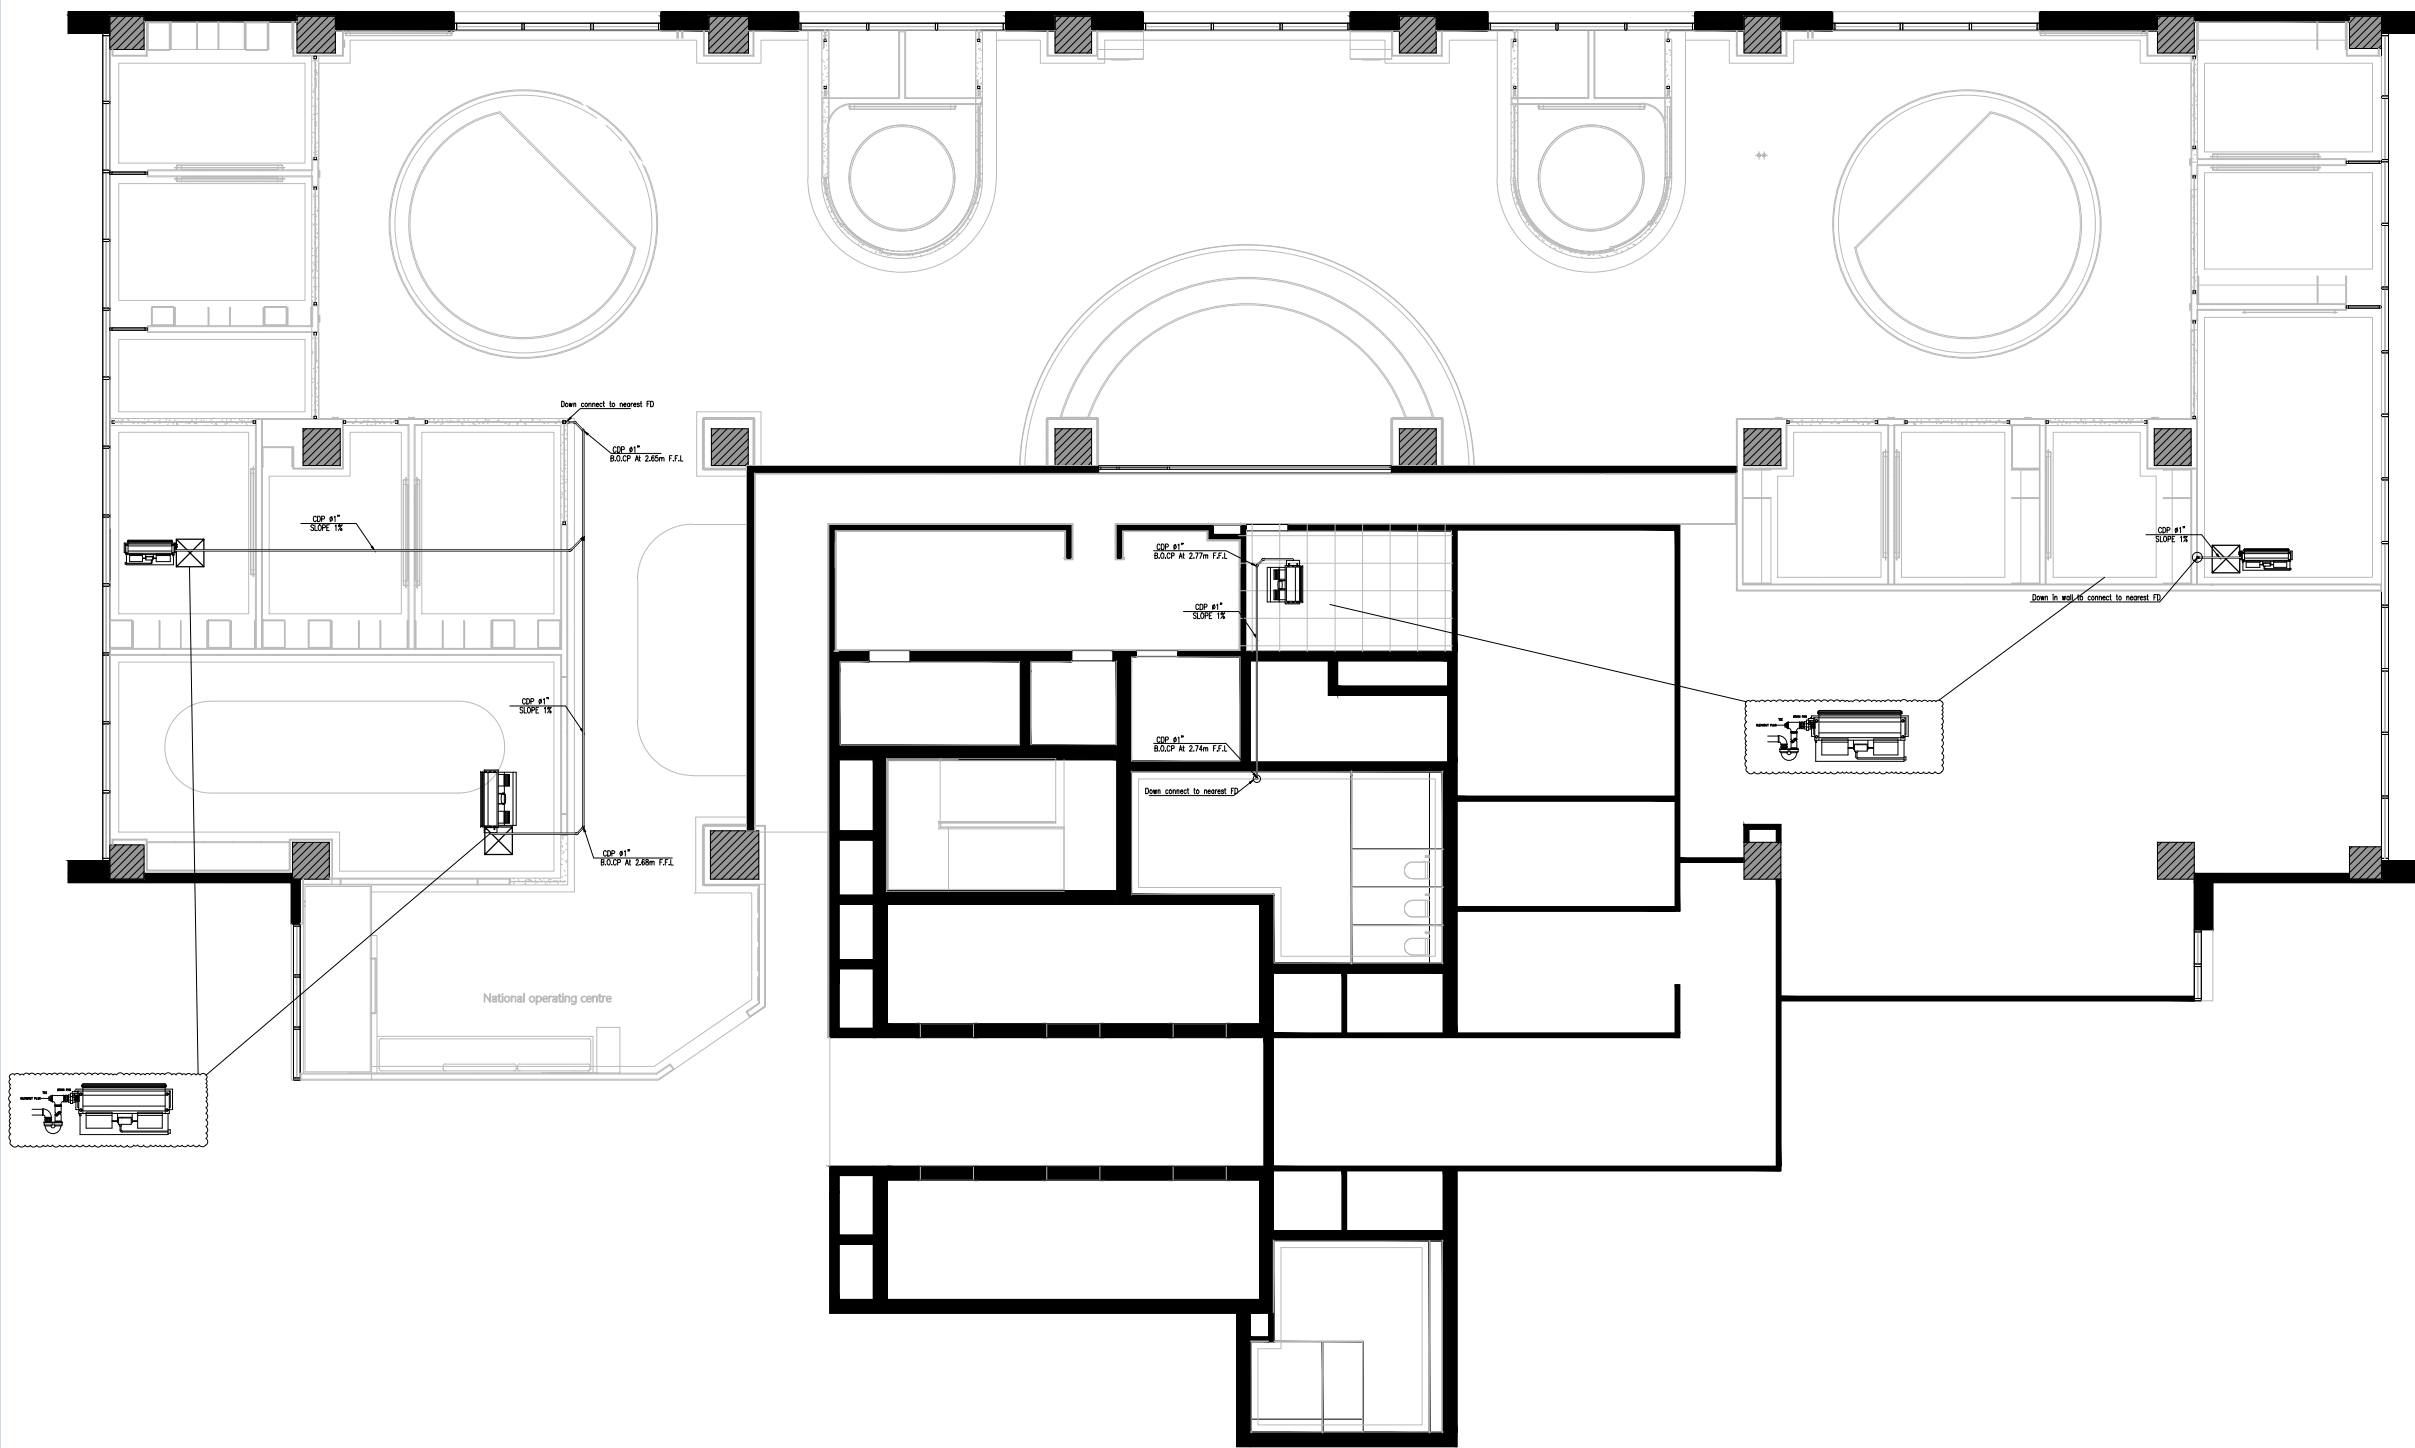 Down connect to nearest FD
CDP ø1"
B.O.CP At 2.65m F.F.L
CDP ø1"
SLOPE 1%
CDP ø1"
B.O.CP At 2.77m F.F.L
CDP ø1"
SLOPE 1%
Down in wall to connect to nearest FD
CDP ø1"
SLOPE 1%
CDP ø1"
SLOPE 1%
CDP ø1"
B.O.CP At 2.74m F.F.L
Down connect to nearest FD
CDP ø1"
B.O.CP At 2.68m F.F.L
National operating centre